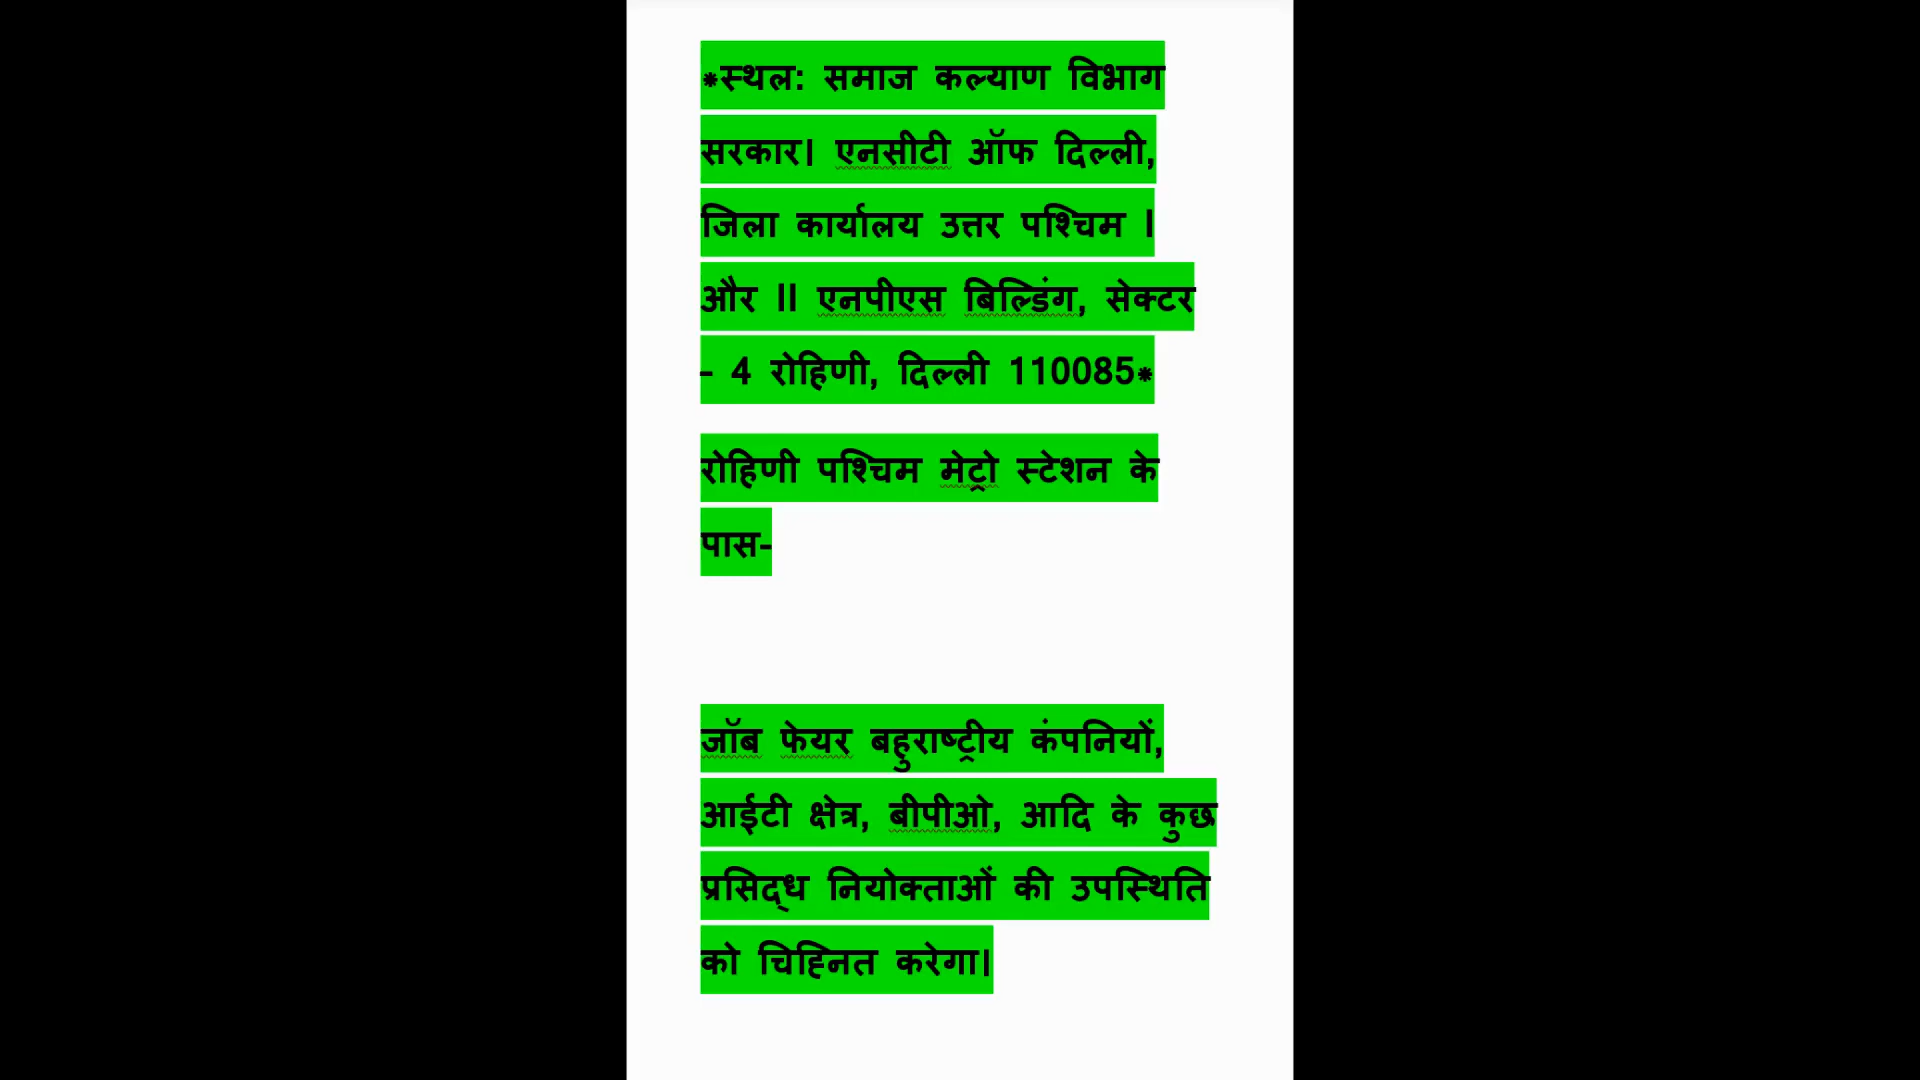 *स्थल: समाज कल्याण विभाग
सरकार। एनसीटी ऑफ दिल्ली,
जिला कार्यालय उत्तर पश्चिम I
और II एनपीएस बिल्डिंग, सेक्टर
- 4 रोहिणी, दिल्ली 110085*
रोहिणी पश्चिम मेट्रो स्टेशन के
पास-
जॉब फेयर बहुराष्ट्रीय कंपनियों,
आईटी क्षेत्र, बीपीओ, आदि के कुछ
प्रसिद्ध नियोक्ताओं की उपस्थिति
को चिह्नित करेगा।